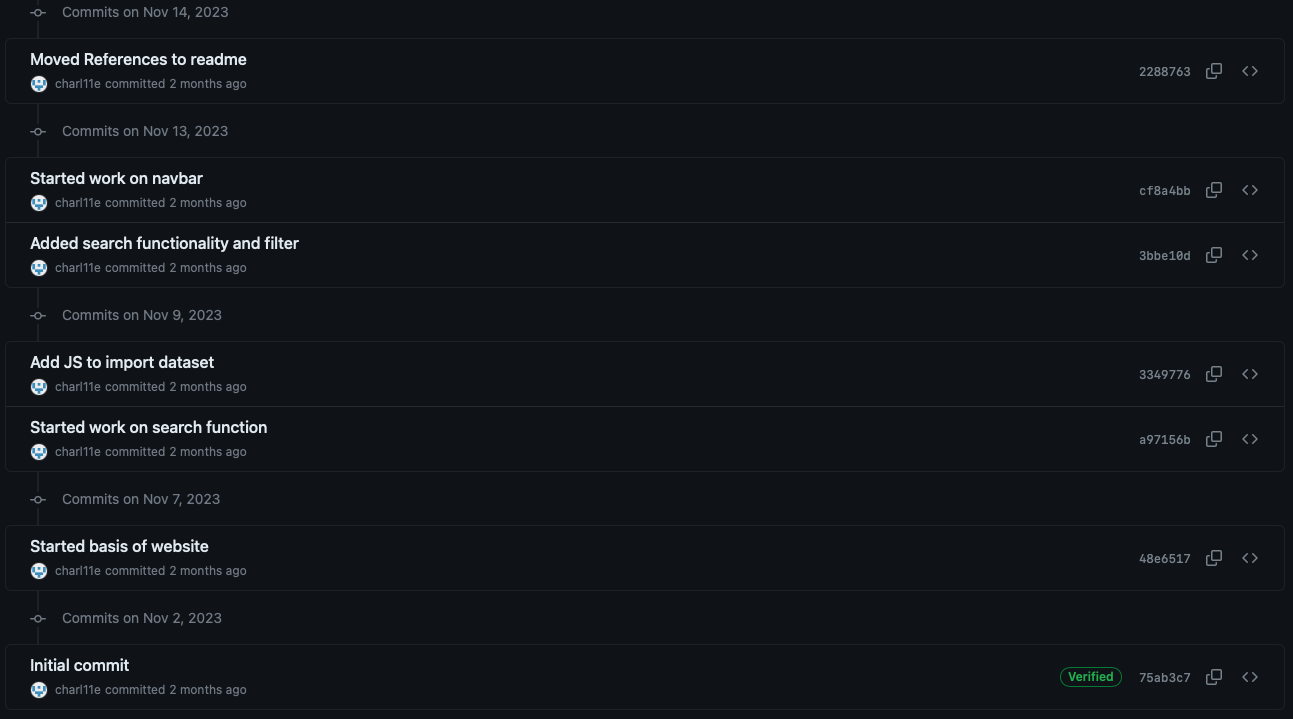 Commits on Nov 14, 2023
Moved References to readme
charl11e committed 2 months ago
2288763
Commits on Nov 13, 2023
Started work on navbar
charl11e committed 2 months ago
cf8a4bb
Added search functionality and filter
charl11e committed 2 months ago
3bbe10d
Commits on Nov 9, 2023
Add JS to import dataset
charl11e committed 2 months ago
3349776
Started work on search function
charl11e committed 2 months ago
a97156b
Commits on Nov 7, 2023
Started basis of website
charl11e committed 2 months ago
48e6517
Commits on Nov 2, 2023
Initial commit
charl11e committed 2 months ago
Verified 75ab3c7